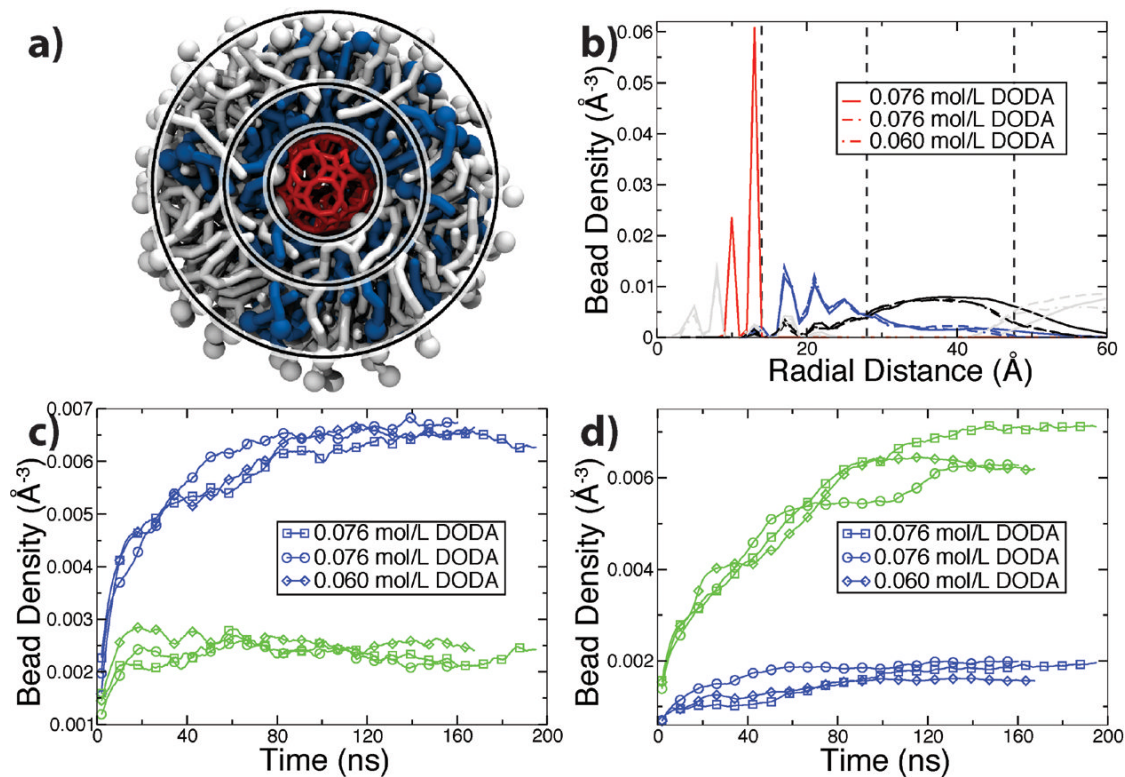 a)
b)
Bead Density (Å⁻³)
0.06
0.05
0.04
0.03
0.02
0.01
0
0.076 mol/L DODA
0.076 mol/L DODA
0.060 mol/L DODA
0 20 40 60
Radial Distance (Å)
c)
Bead Density (Å⁻³)
0.007
0.006
0.005
0.004
0.003
0.002
0.001
0.076 mol/L DODA
0.076 mol/L DODA
0.060 mol/L DODA
0 40 80 120 160 200
Time (ns)
d)
Bead Density (Å⁻³)
0.006
0.004
0.002
0.076 mol/L DODA
0.076 mol/L DODA
0.060 mol/L DODA
0 40 80 120 160 200
Time (ns)